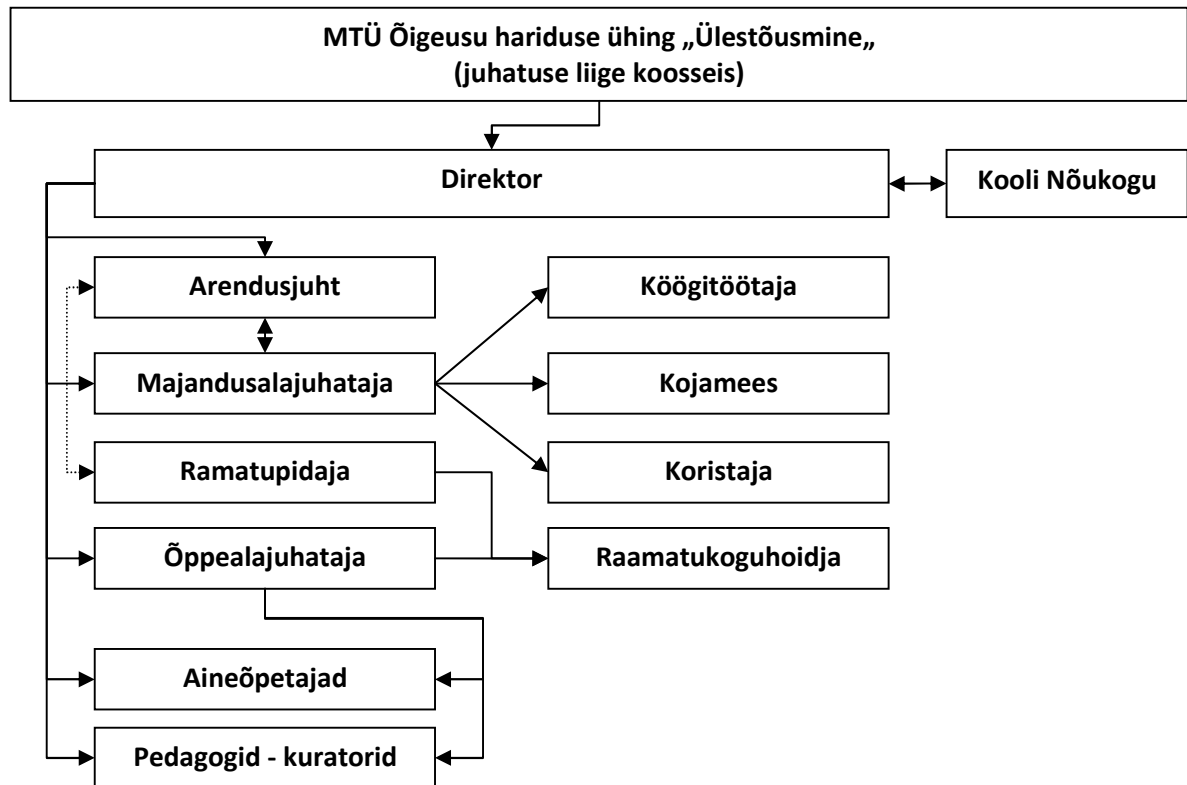 MTÜ Õigeusu hariduse ühing „Ülestõusmine„
(juhatuse liige koosseis)
Direktor
Kooli Nõukogu
Arendusjuht
Köögitöötaja
Majandusalajuhataja
Kojamees
Ramatupidaja
Koristaja
Õppealajuhataja
Raamatukoguhoidja
Aineõpetajad
Pedagogid - kuratorid